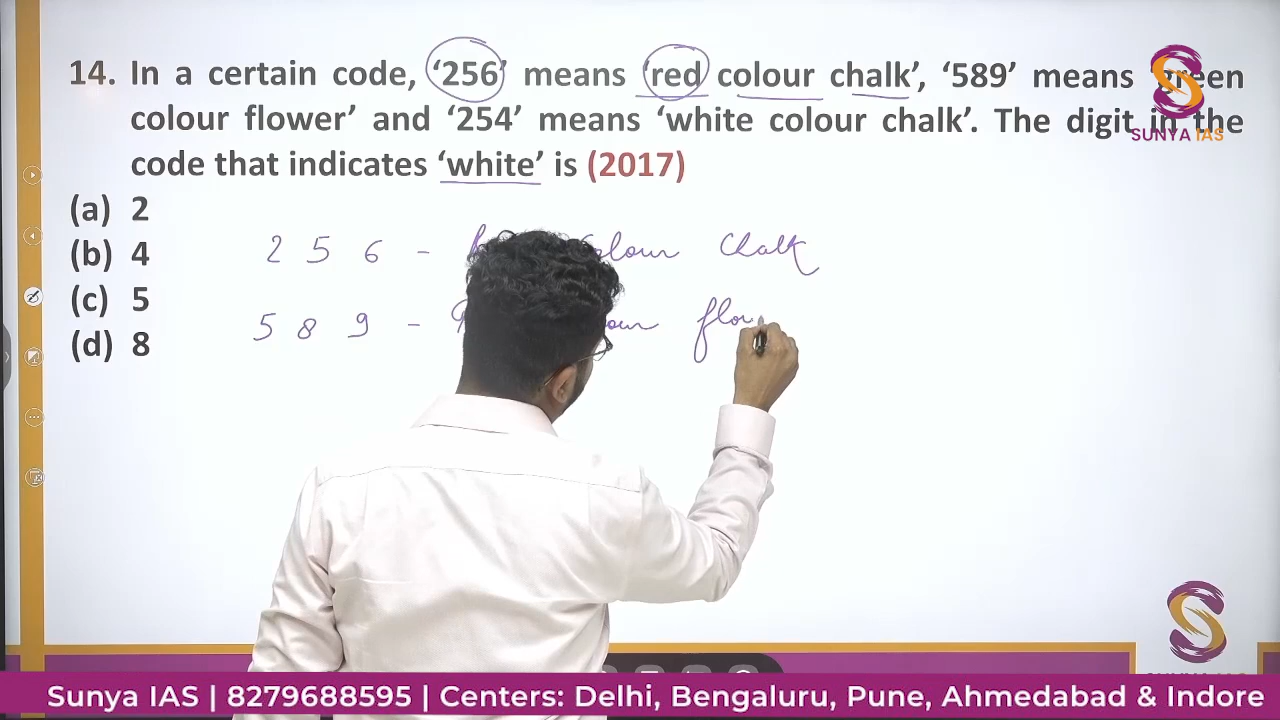 14. In a certain code, ‘256’ means ‘red colour chalk’, ‘589’ means ‘green
colour flower’ and ‘254’ means ‘white colour chalk’. The digit in the
code that indicates ‘white’ is (2017)
(a) 2
(b) 4
(c) 5
(d) 8
2 5 6 - Colour Chalk
5 8 9 -
S
SUNYA IAS
Sunya IAS | 8279688595 | Centers: Delhi, Bengaluru, Pune, Ahmedabad & Indore